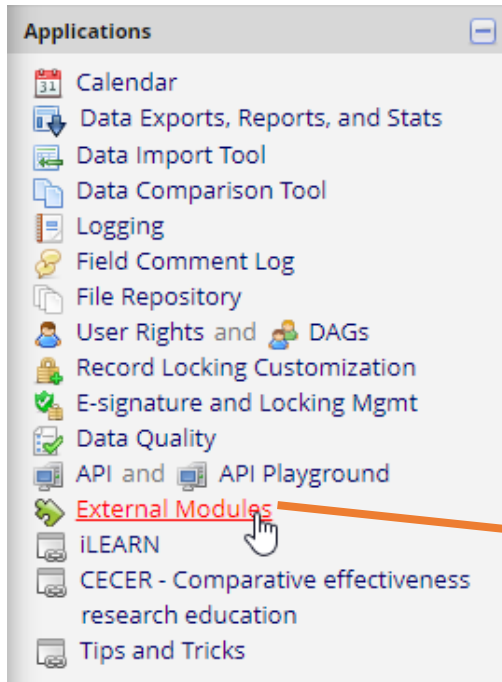 Applications
31 Calendar
Data Exports, Reports, and Stats
Data Import Tool
Data Comparison Tool
Logging
Field Comment Log
File Repository
User Rights and DAGs
Record Locking Customization
E-signature and Locking Mgmt
Data Quality
API and API Playground
External Modules
iLEARN
CECER - Comparative effectiveness
research education
Tips and Tricks